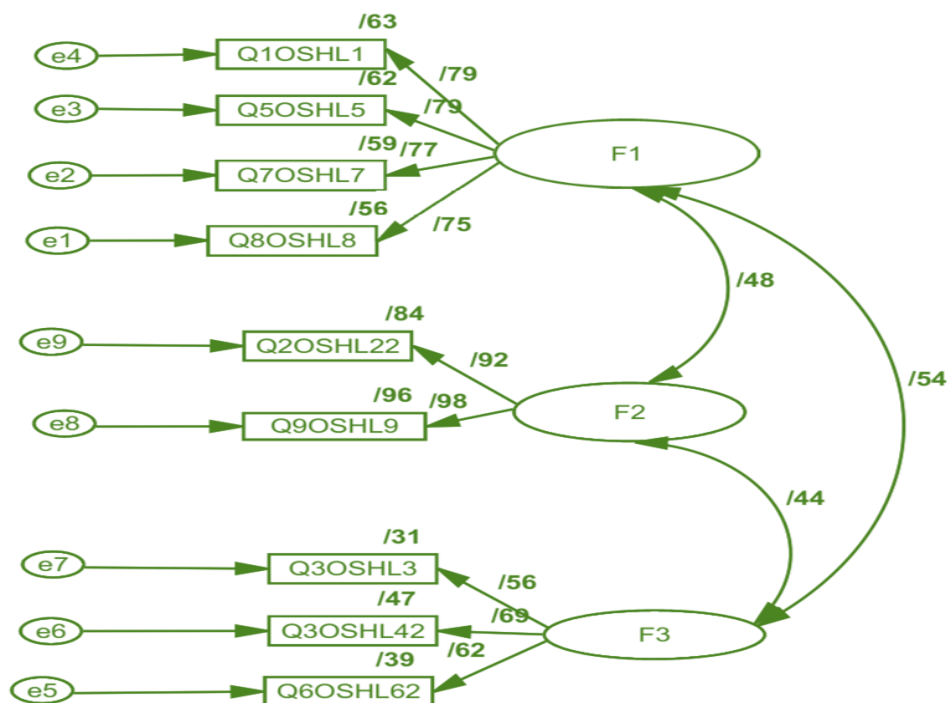 /63
e4 Q1OSHL1
/79
/62
e3 Q5OSHL5 /79
/59 /77
e2 Q7OSHL7
F1
/56
/75
e1 Q8OSHL8
/48
/84
e9 Q2OSHL22
/92
/54
/96 /98
e8 Q9OSHL9
F2
/44
/31
e7 Q3OSHL3
/56
/47
/69
e6 Q3OSHL42
F3
/39 /62
e5 Q6OSHL62